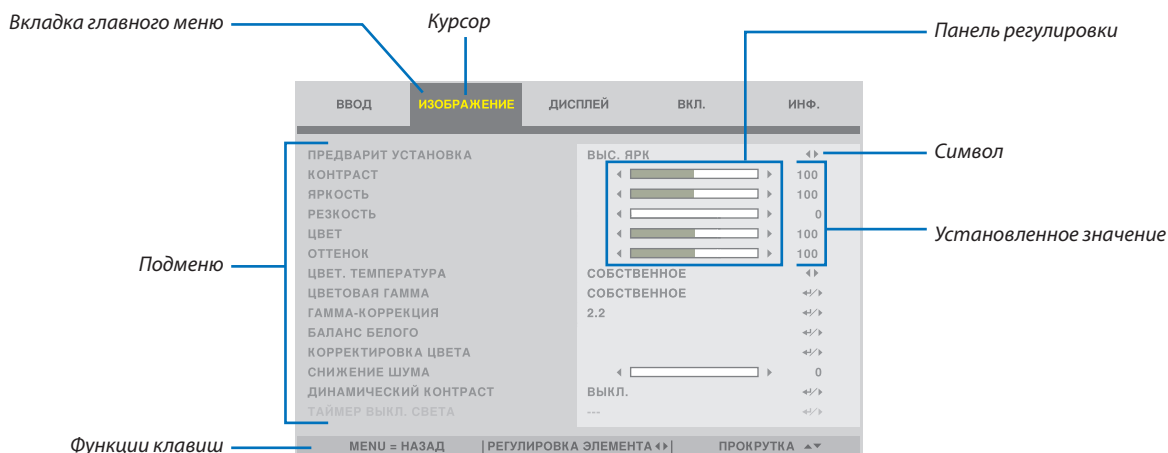 Вкладка главного меню
Курсор
Панель регулировки
ВВОД ИЗОБРАЖЕНИЕ ДИСПЛЕЙ ВКЛ. ИНФ.
ПРЕДВАРИТ УСТАНОВКА ВЫС. ЯРК
Символ
КОНТРАСТ 100
ЯРКОСТЬ 100
РЕЗКОСТЬ 0
ЦВЕТ 100
Установленное значение
ОТТЕНОК 100
Подменю
ЦВЕТ. ТЕМПЕРАТУРА СОБСТВЕННОЕ
ЦВЕТОВАЯ ГАММА СОБСТВЕННОЕ
ГАММА-КОРРЕКЦИЯ 2.2
БАЛАНС БЕЛОГО
КОРРЕКТИРОВКА ЦВЕТА
СНИЖЕНИЕ ШУМА 0
ДИНАМИЧЕСКИЙ КОНТРАСТ ВЫКЛ.
ТАЙМЕР ВЫКЛ. СВЕТА ---
Функции клавиш
MENU = НАЗАД |РЕГУЛИРОВКА ЭЛЕМЕНТА| ПРОКРУТКА